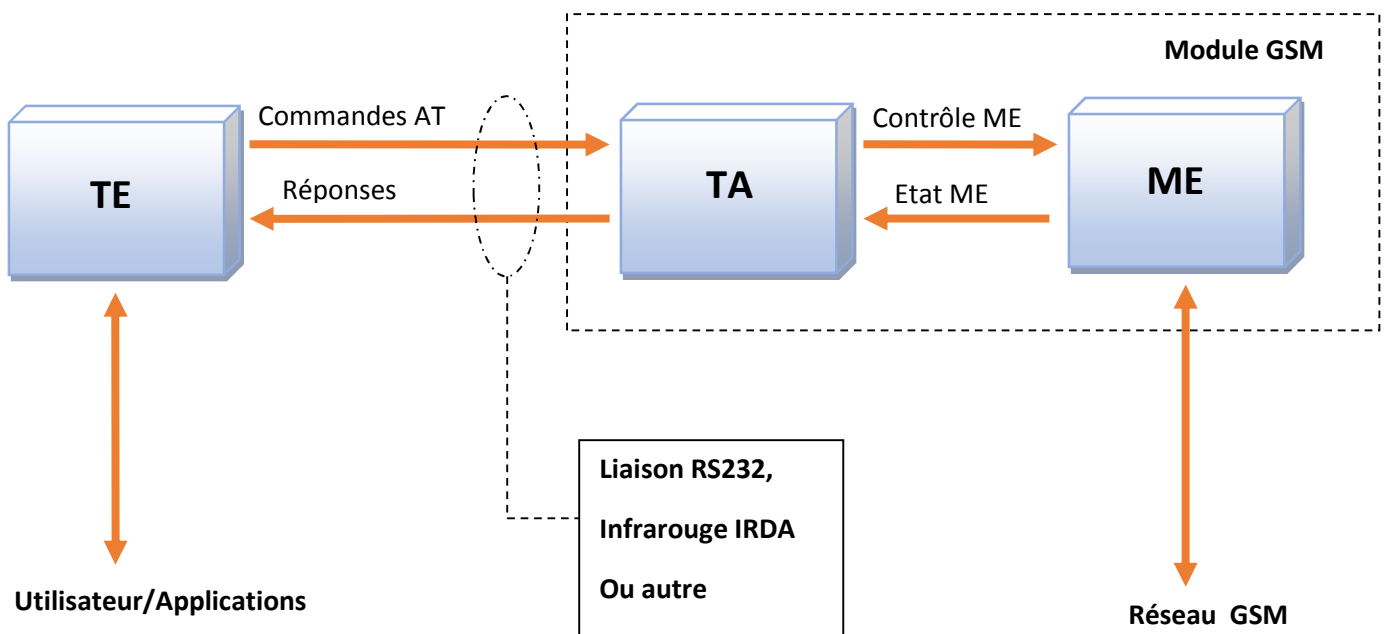 Module GSM
Commandes AT
Contrôle ME
TE
TA
ME
Réponses
Etat ME
Liaison RS232,
Infrarouge IRDA
Ou autre
Utilisateur/Applications
Réseau GSM